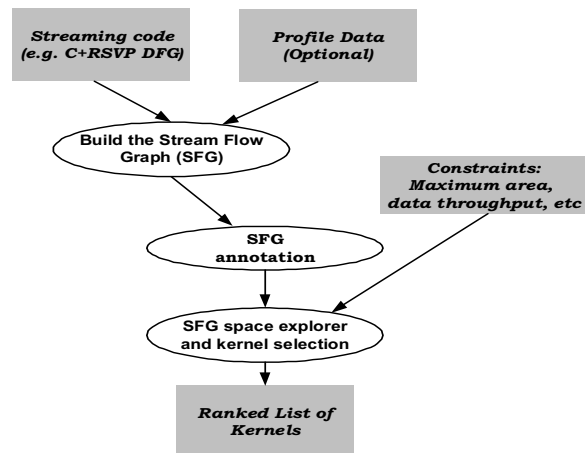 Streaming code
(e.g. C+RSVP DFG)
Profile Data
(Optional)
Build the Stream Flow
Graph (SFG)
Constraints:
Maximum area,
data throughput, etc
SFG
annotation
SFG space explorer
and kernel selection
Ranked List of
Kernels